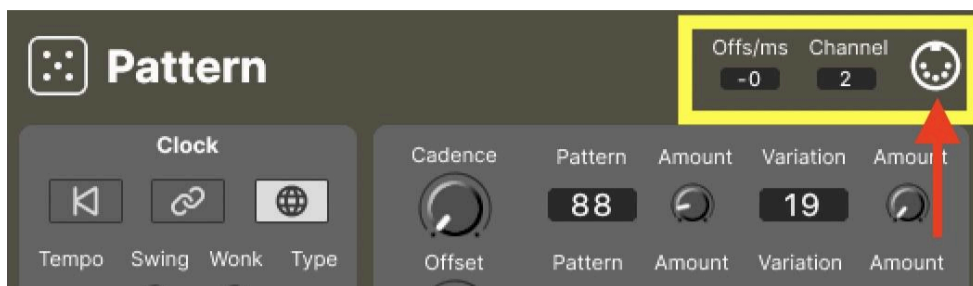 Offs/ms Channel
Pattern
-0 2
Clock
Cadence Pattern Amount Variation Amount
88 19
Tempo Swing Wonk Type
Offset Pattern Amount Variation Amount